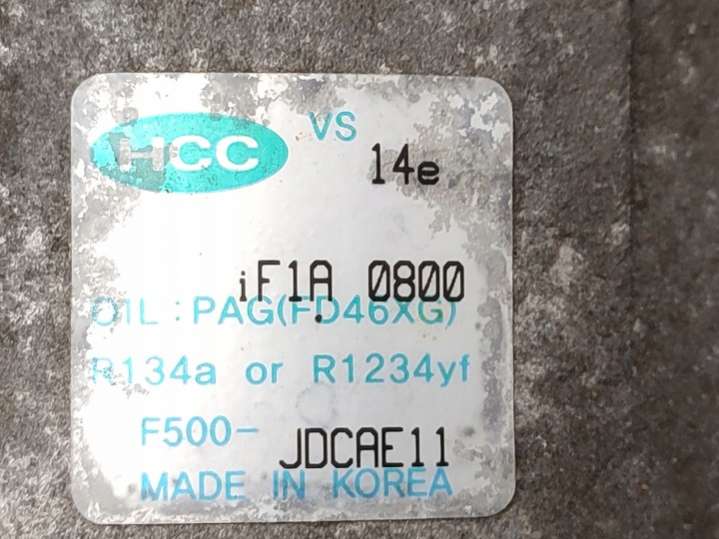 HCC
VS
14e
iF1A 0800
OIL : PAG(FD46XG)
R134a or R1234yf
F500- JDCAE11
MADE IN KOREA